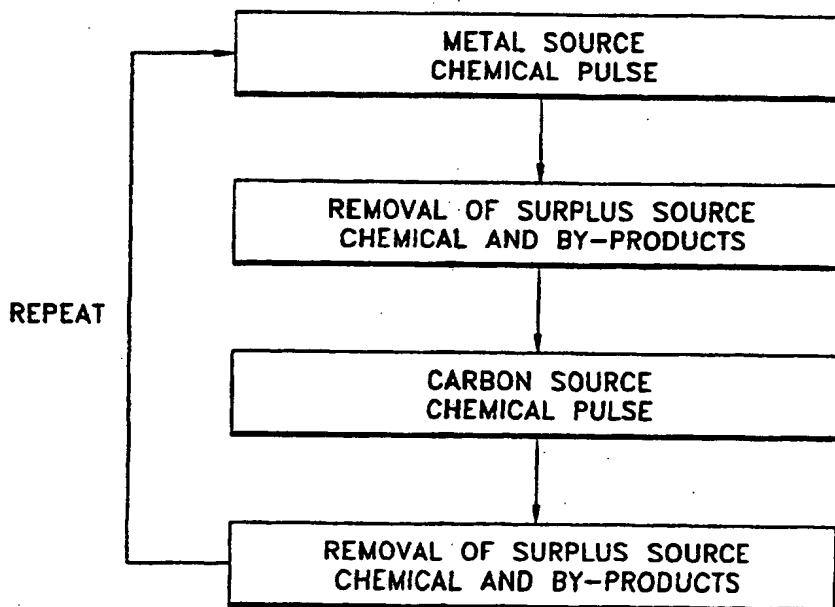 METAL SOURCE
CHEMICAL PULSE
REMOVAL OF SURPLUS SOURCE
CHEMICAL AND BY-PRODUCTS
REPEAT
CARBON SOURCE
CHEMICAL PULSE
REMOVAL OF SURPLUS SOURCE
CHEMICAL AND BY-PRODUCTS